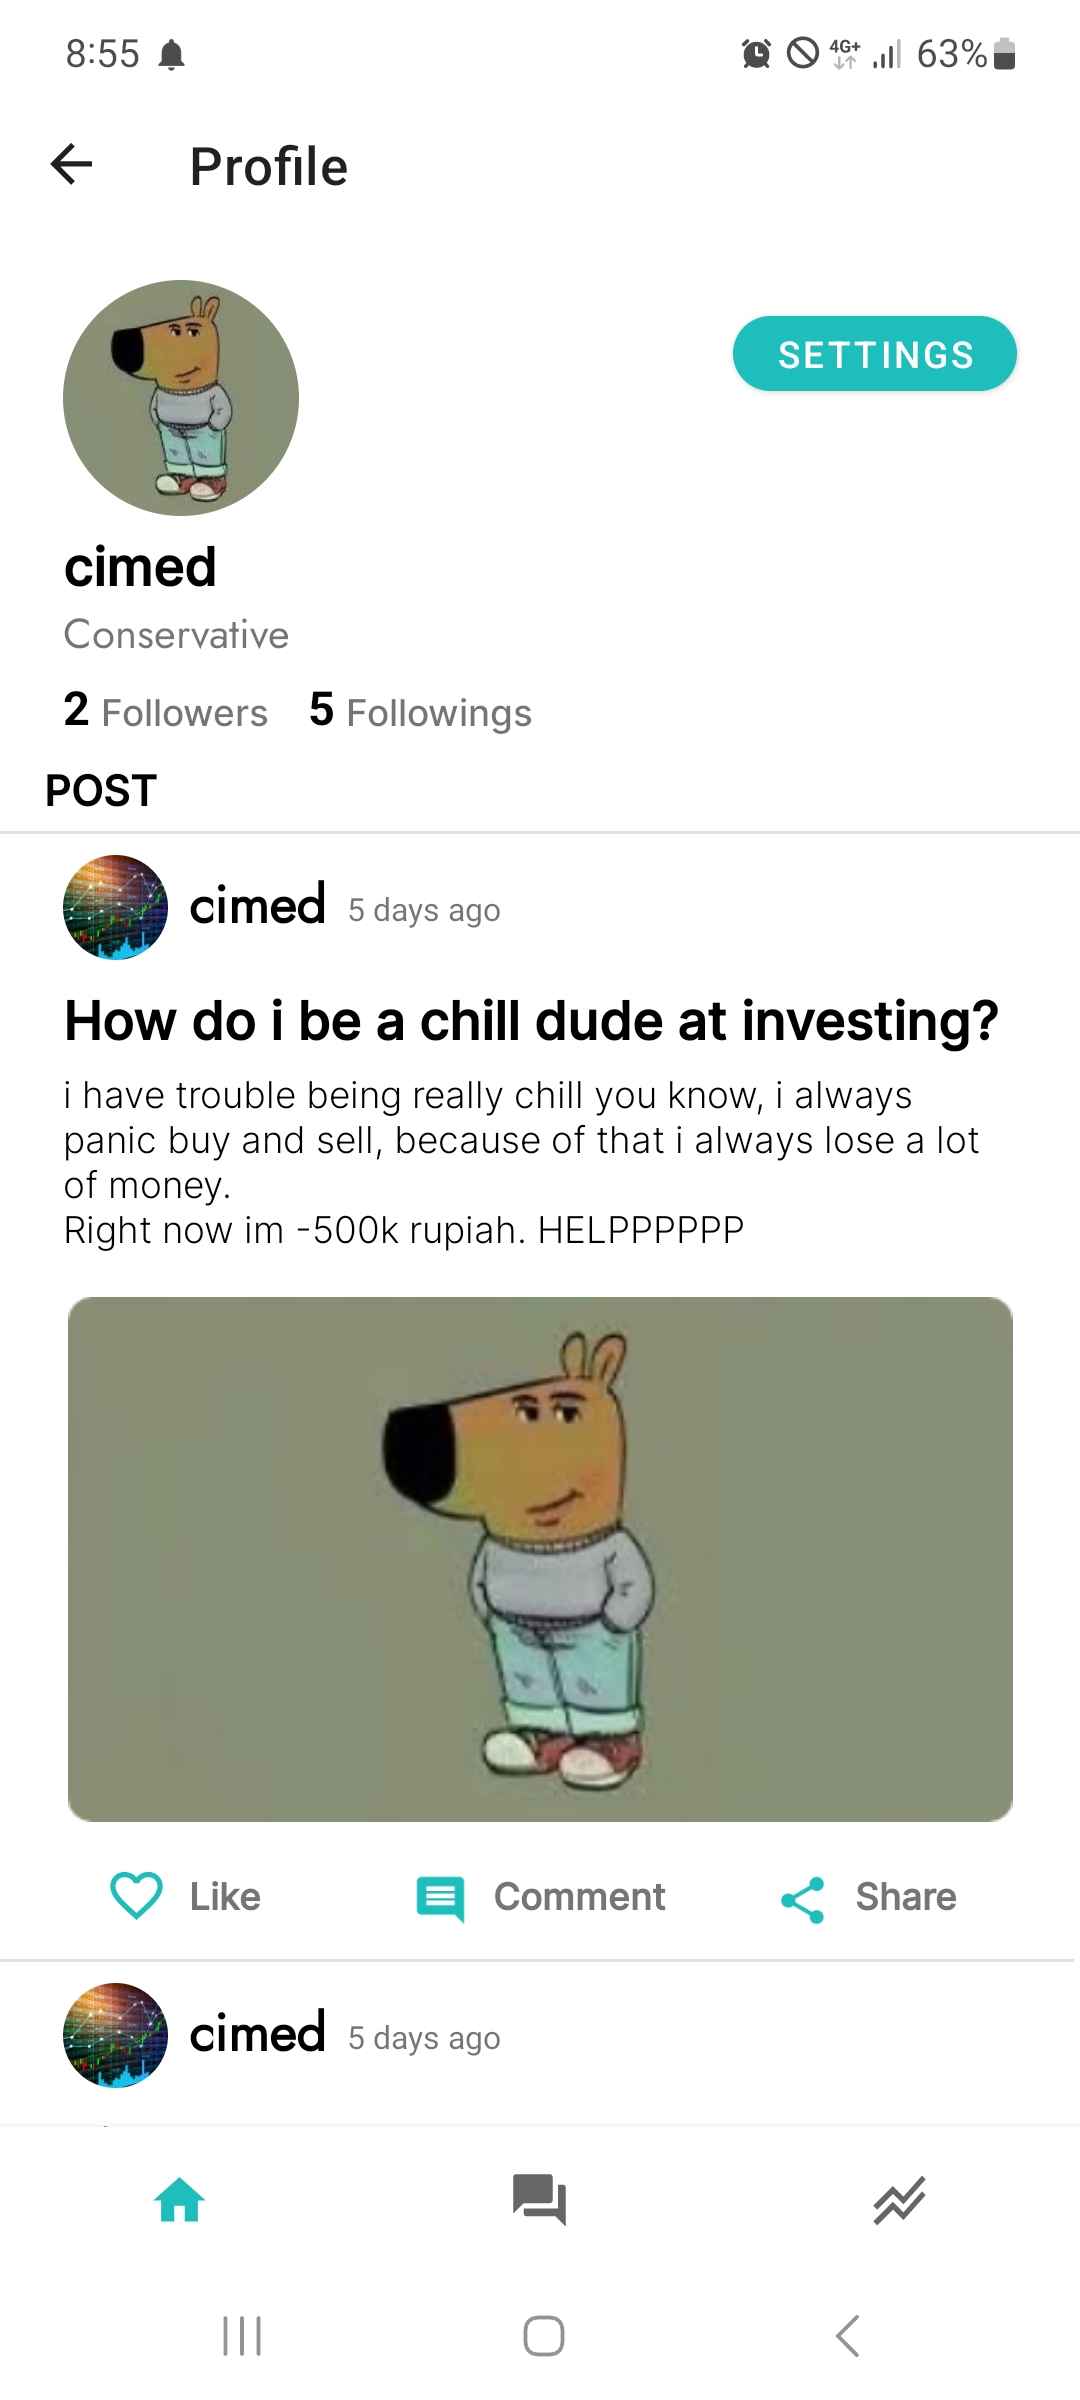 8:55
4G+ 63%
Profile
SETTINGS
cimed
Conservative
2 Followers 5 Followings
POST
cimed 5 days ago
How do i be a chill dude at investing?
i have trouble being really chill you know, i always
panic buy and sell, because of that i always lose a lot
of money.
Right now im -500k rupiah. HELPPPPPP
Like Comment Share
cimed 5 days ago